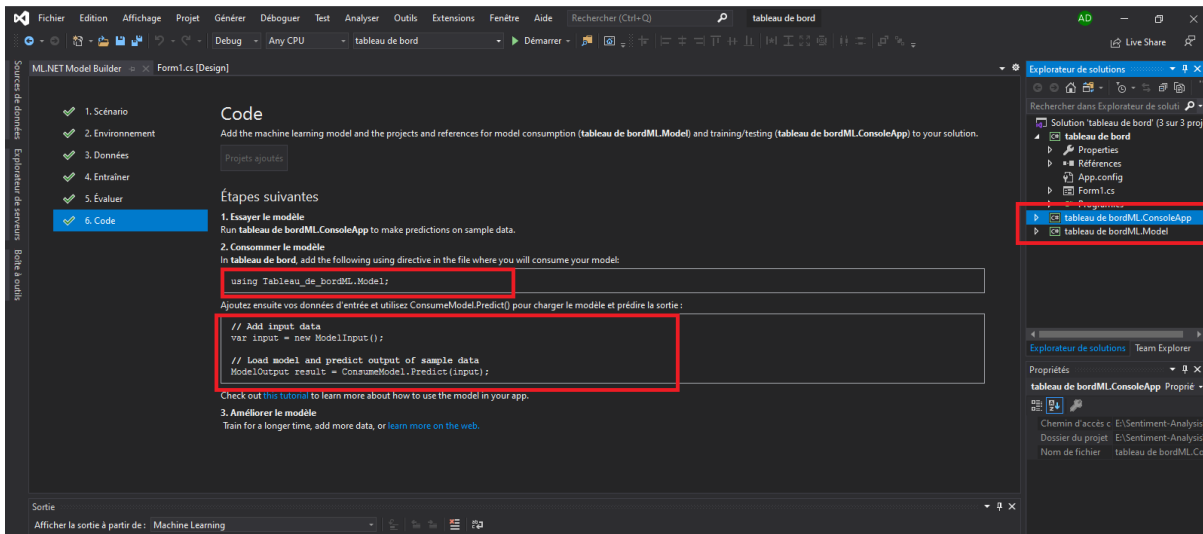 Fichier Edition Affichage Projet Générer Déboguer Test Analyser Outils Extensions Fenêtre Aide Rechercher (Ctrl+Q) tableau de bord AD
Debug Any CPU tableau de bord Démarrer Live Share
Sources de données
Explorateur de serveurs
Boîte à outils
ML.NET Model Builder Form1.cs [Design]
1. Scénario
2. Environnement
3. Données
4. Entraîner
5. Évaluer
6. Code
Code
Add the machine learning model and the projects and references for model consumption (tableau de bordML.Model) and training/testing (tableau de bordML.ConsoleApp) to your solution.
Projets ajoutés
Étapes suivantes
1. Essayer le modèle
Run tableau de bordML.ConsoleApp to make predictions on sample data.
2. Consommer le modèle
In tableau de bord, add the following using directive in the file where you will consume your model:
using Tableau_de_bordML.Model;
Ajoutez ensuite vos données d'entrée et utilisez ConsumeModel.Predict() pour charger le modèle et prédire la sortie :
// Add input data
var input = new ModelInput();
// Load model and predict output of sample data
ModelOutput result = ConsumeModel.Predict(input);
Check out this tutorial to learn more about how to use the model in your app.
3. Améliorer le modèle
Train for a longer time, add more data, or learn more on the web.
Explorateur de solutions
Rechercher dans Explorateur de soluti
Solution 'tableau de bord' (3 sur 3 proj
tableau de bord
Properties
Références
App.config
Form1.cs
tableau de bordML.ConsoleApp
tableau de bordML.Model
Explorateur de solutions Team Explorer
Propriétés
tableau de bordML.ConsoleApp Proprié
Chemin d'accès c E:\Sentiment-Analysis
Dossier du projet E:\Sentiment-Analysis
Nom de fichier tableau de bordML.Co
Sortie
Afficher la sortie à partir de : Machine Learning